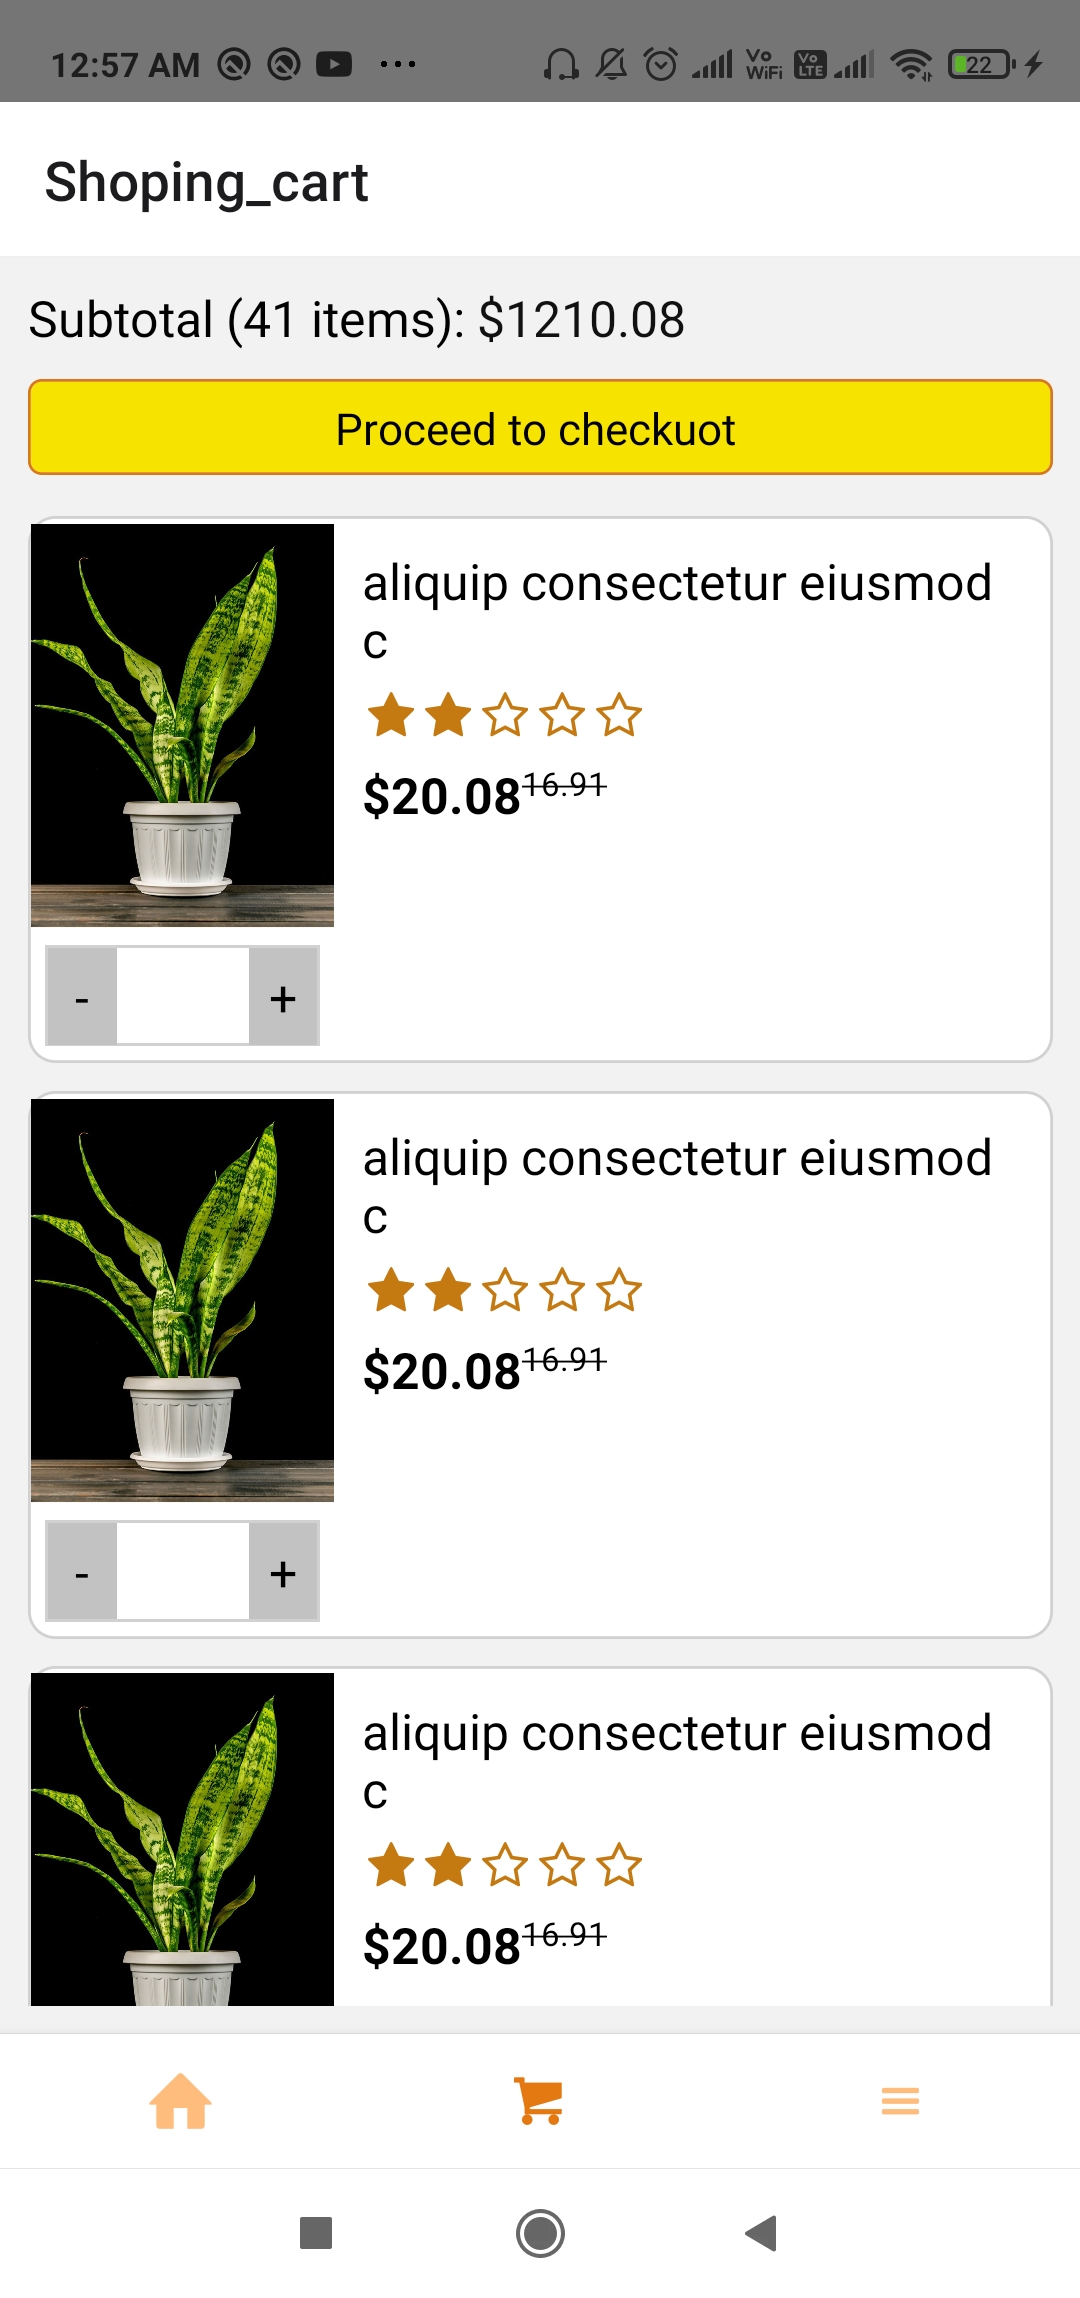 12:57 AM
Vo WiFi
Vo LTE
22
Shoping_cart
Subtotal (41 items): $1210.08
Proceed to checkuot
aliquip consectetur eiusmod
c
$20.08 16.91
- +
aliquip consectetur eiusmod
c
$20.08 16.91
- +
aliquip consectetur eiusmod
c
$20.08 16.91